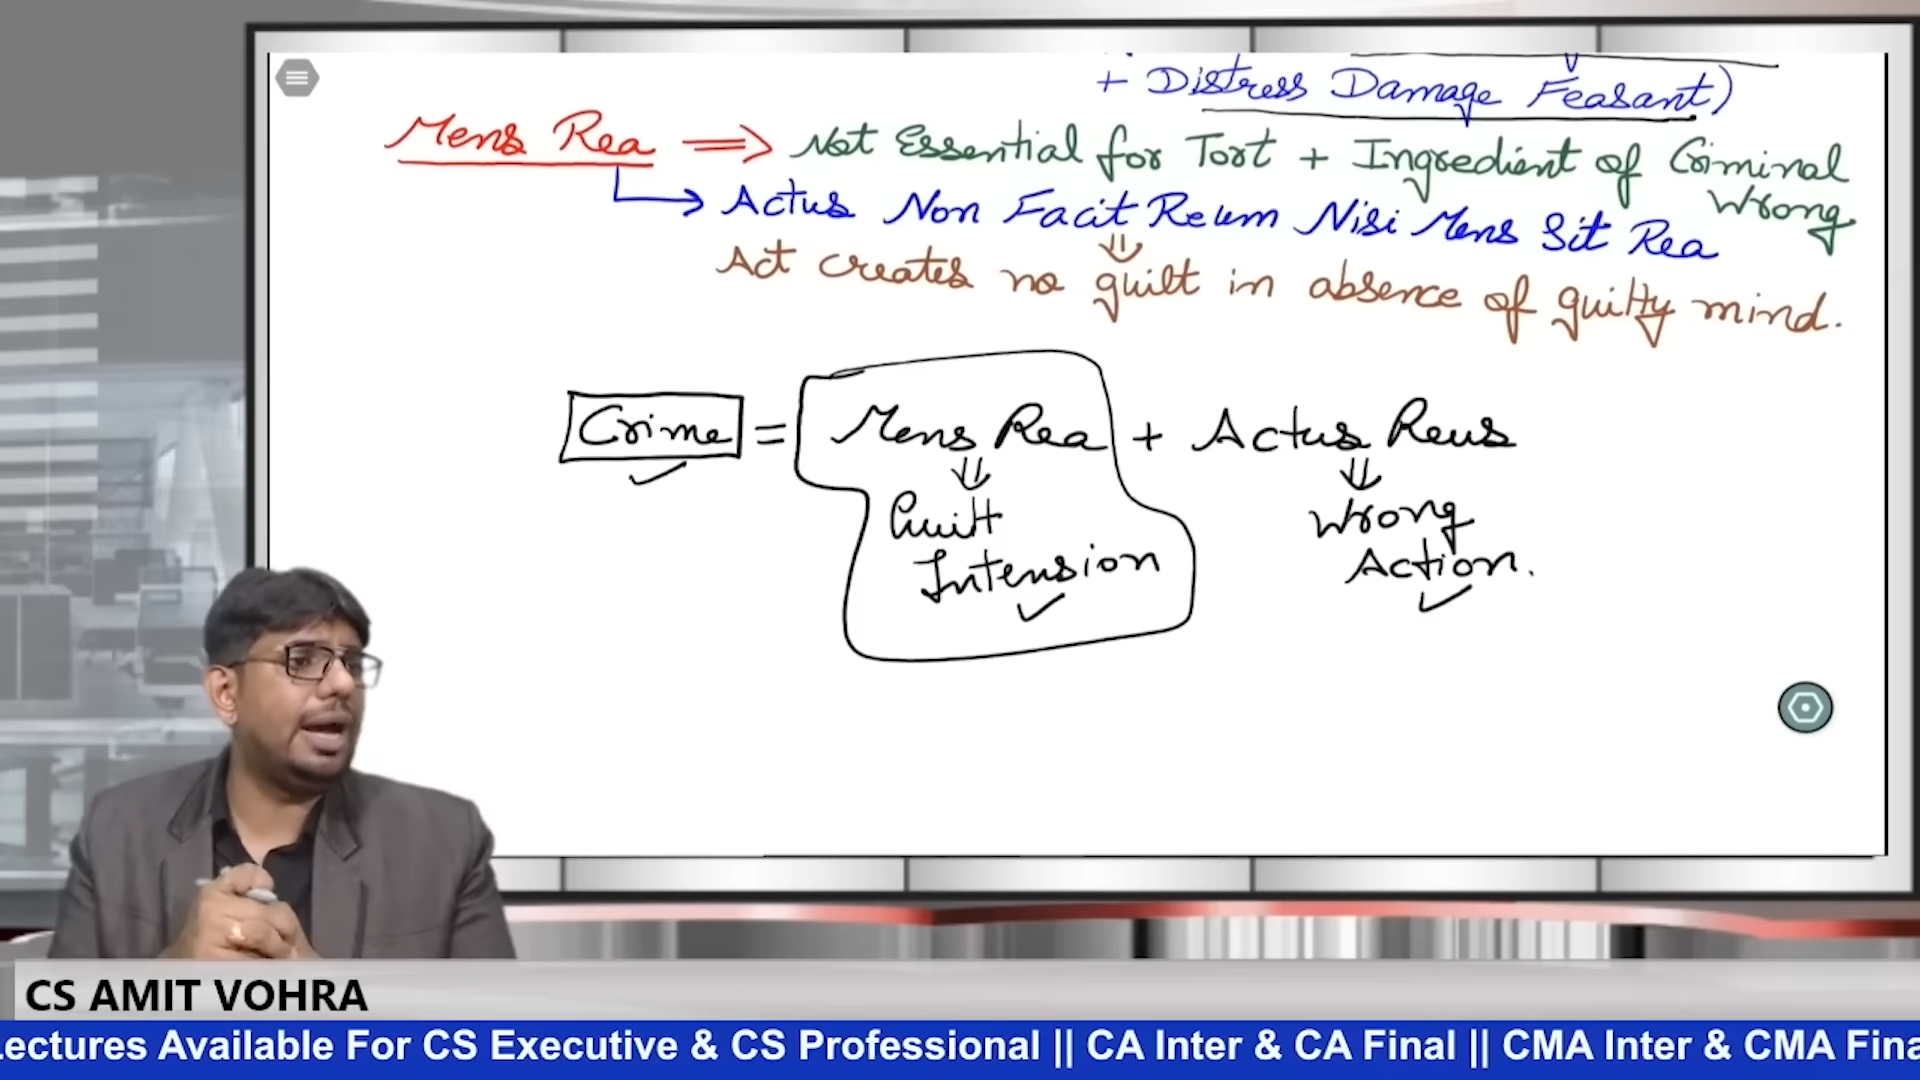 + Distress Damage Feasant)
Mens Rea ⇒ Not Essential for Tort + Ingredient of Criminal Wrong
Actus Non Facit Reum Nisi Mens Sit Rea
Act creates no guilt in absence of guilty mind.
Crime = Mens Rea + Actus Reus
Guilt Intension
Wrong Action.
CS AMIT VOHRA
Lectures Available For CS Executive & CS Professional || CA Inter & CA Final || CMA Inter & CMA Fina